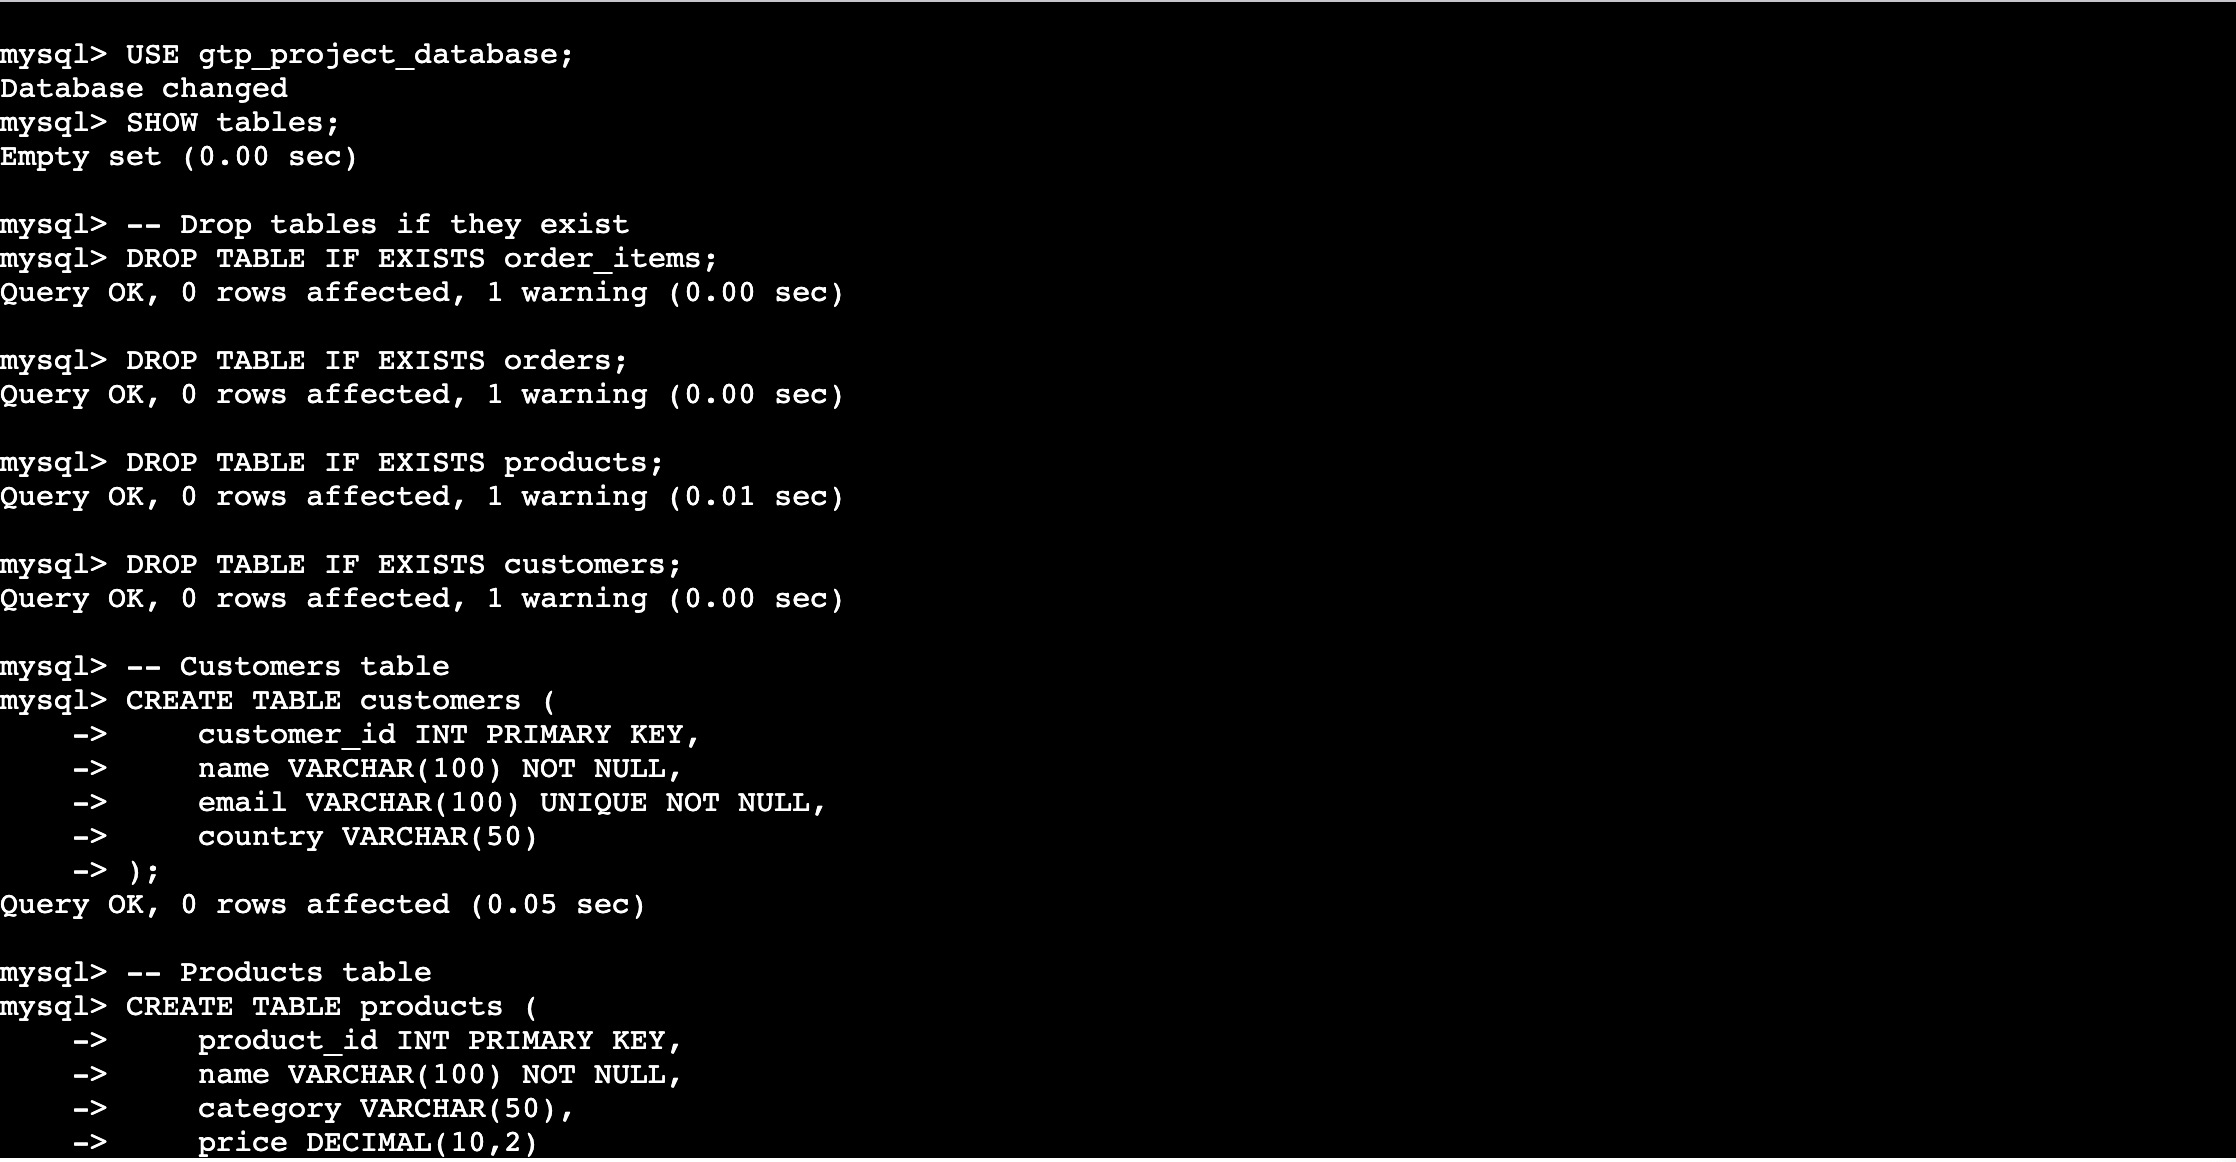 mysql> USE gtp_project_database;
Database changed
mysql> SHOW tables;
Empty set (0.00 sec)
mysql> -- Drop tables if they exist
mysql> DROP TABLE IF EXISTS order_items;
Query OK, 0 rows affected, 1 warning (0.00 sec)
mysql> DROP TABLE IF EXISTS orders;
Query OK, 0 rows affected, 1 warning (0.00 sec)
mysql> DROP TABLE IF EXISTS products;
Query OK, 0 rows affected, 1 warning (0.01 sec)
mysql> DROP TABLE IF EXISTS customers;
Query OK, 0 rows affected, 1 warning (0.00 sec)
mysql> -- Customers table
mysql> CREATE TABLE customers (
    ->     customer_id INT PRIMARY KEY,
    ->     name VARCHAR(100) NOT NULL,
    ->     email VARCHAR(100) UNIQUE NOT NULL,
    ->     country VARCHAR(50)
    -> );
Query OK, 0 rows affected (0.05 sec)
mysql> -- Products table
mysql> CREATE TABLE products (
    ->     product_id INT PRIMARY KEY,
    ->     name VARCHAR(100) NOT NULL,
    ->     category VARCHAR(50),
    ->     price DECIMAL(10,2)